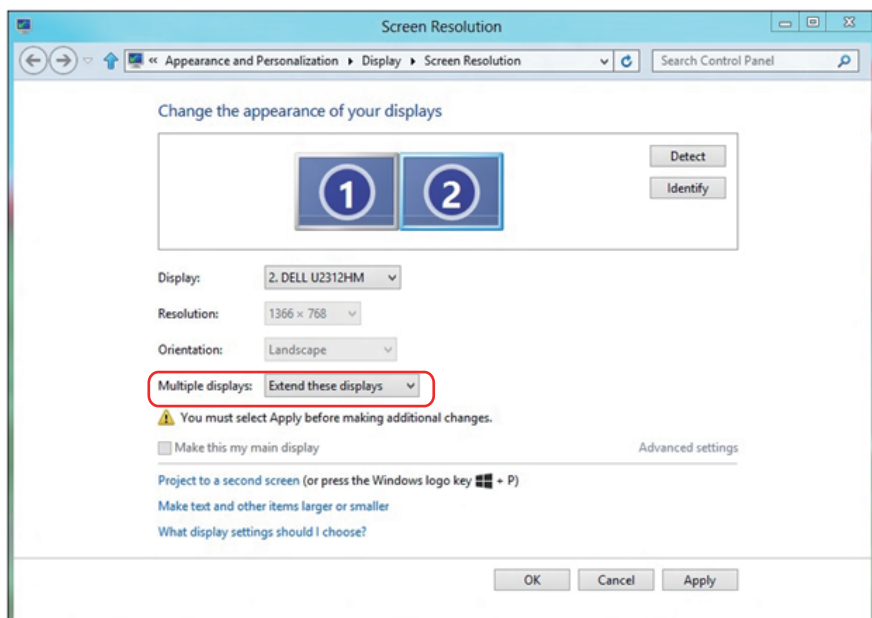 Screen Resolution
« Appearance and Personalization ▸ Display ▸ Screen Resolution
Search Control Panel
Change the appearance of your displays
1 2
Detect
Identify
Display: 2. DELL U2312HM
Resolution: 1366 × 768
Orientation: Landscape
Multiple displays: Extend these displays
You must select Apply before making additional changes.
Make this my main display Advanced settings
Project to a second screen (or press the Windows logo key + P)
Make text and other items larger or smaller
What display settings should I choose?
OK Cancel Apply